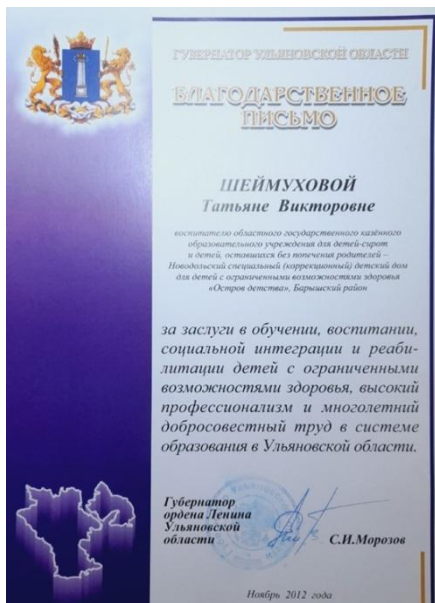 ГУБЕРНАТОР УЛЬЯНОВСКОЙ ОБЛАСТИ
БЛАГОДАРСТВЕННОЕ
ПИСЬМО
ШЕЙМУХОВОЙ
Татьяне Викторовне
воспитателю областного государственного казённого
образовательного учреждения для детей-сирот
и детей, оставшихся без попечения родителей –
Новодольский специальный (коррекционный) детский дом
для детей с ограниченными возможностями здоровья
«Остров детства», Барышский район
за заслуги в обучении, воспитании,
социальной интеграции и реаби-
литации детей с ограниченными
возможностями здоровья, высокий
профессионализм и многолетний
добросовестный труд в системе
образования в Ульяновской области.
Губернатор
ордена Ленина
Ульяновской
области
С.И.Морозов
Ноябрь 2012 года